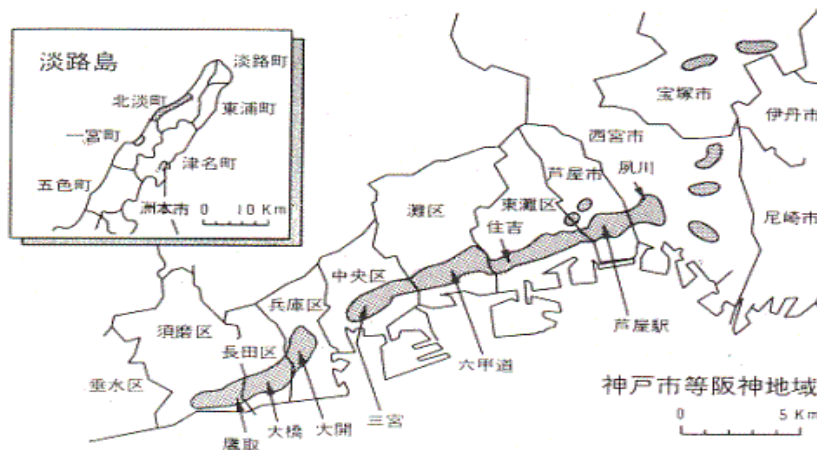 淡路島
淡路町
北淡町
東浦町
一宮町
津名町
五色町
洲本市
0 10 Km
宝塚市
伊丹市
西宮市
夙川
芦屋市
東灘区
尼崎市
灘区
住吉
中央区
兵庫区
須磨区
長田区
芦屋駅
六甲道
垂水区
神戸市等阪神地域
三宮
大橋
大開
鷹取
0 5 Km